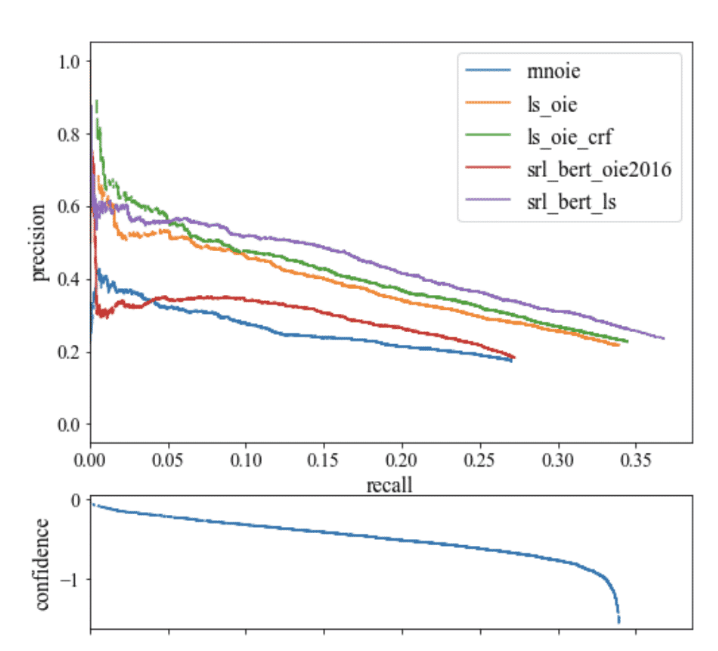 1.0
0.8
0.6
0.4
0.2
0.0
precision
rnnoie
ls_oie
ls_oie_crf
srl_bert_oie2016
srl_bert_ls
0.00 0.05 0.10 0.15 0.20 0.25 0.30 0.35
recall
0
−1
confidence